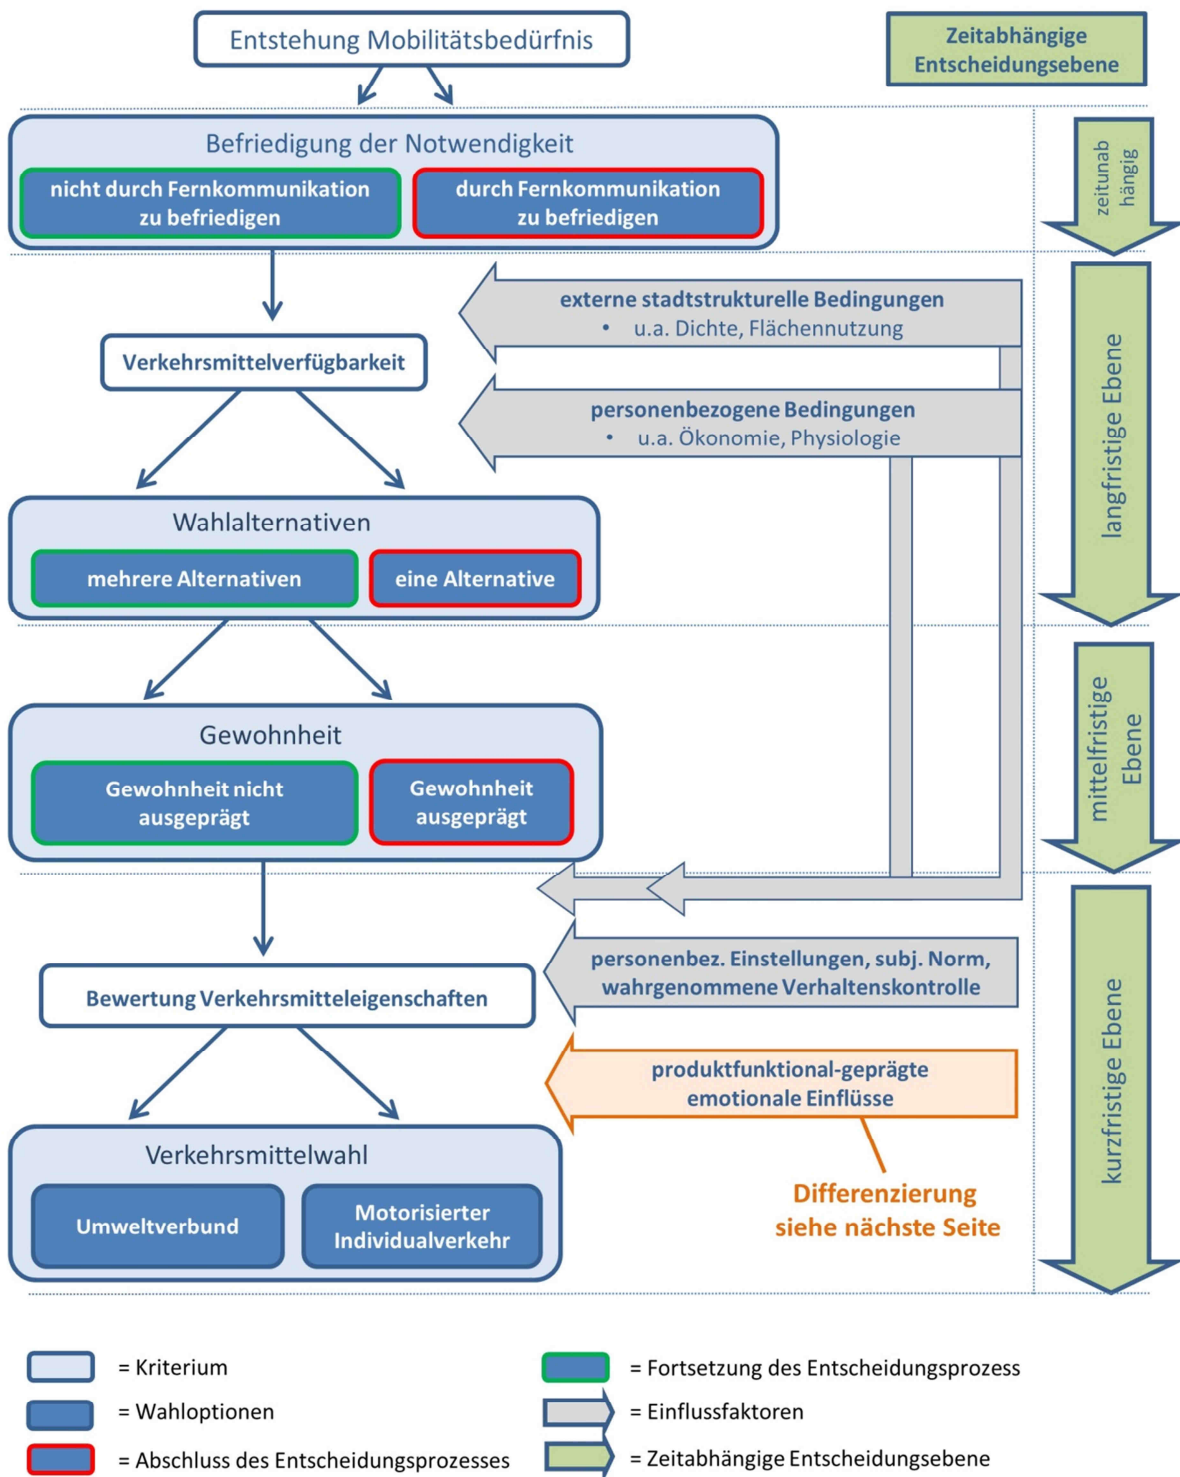 Entstehung Mobilitätsbedürfnis
Zeitabhängige
Entscheidungsebene
Befriedigung der Notwendigkeit
nicht durch Fernkommunikation
zu befriedigen
durch Fernkommunikation
zu befriedigen
zeitunab
hängig
externe stadtstrukturelle Bedingungen
• u.a. Dichte, Flächennutzung
Verkehrsmittelverfügbarkeit
personenbezogene Bedingungen
• u.a. Ökonomie, Physiologie
langfristige Ebene
Wahlalternativen
mehrere Alternativen
eine Alternative
Gewohnheit
Gewohnheit nicht
ausgeprägt
Gewohnheit
ausgeprägt
mittelfristige
Ebene
personenbez. Einstellungen, subj. Norm,
wahrgenommene Verhaltenskontrolle
Bewertung Verkehrsmitteleigenschaften
produktfunktional-geprägte
emotionale Einflüsse
kurzfristige Ebene
Verkehrsmittelwahl
Umweltverbund
Motorisierter
Individualverkehr
Differenzierung
siehe nächste Seite
= Kriterium
= Fortsetzung des Entscheidungsprozess
= Wahloptionen
= Einflussfaktoren
= Abschluss des Entscheidungsprozesses
= Zeitabhängige Entscheidungsebene